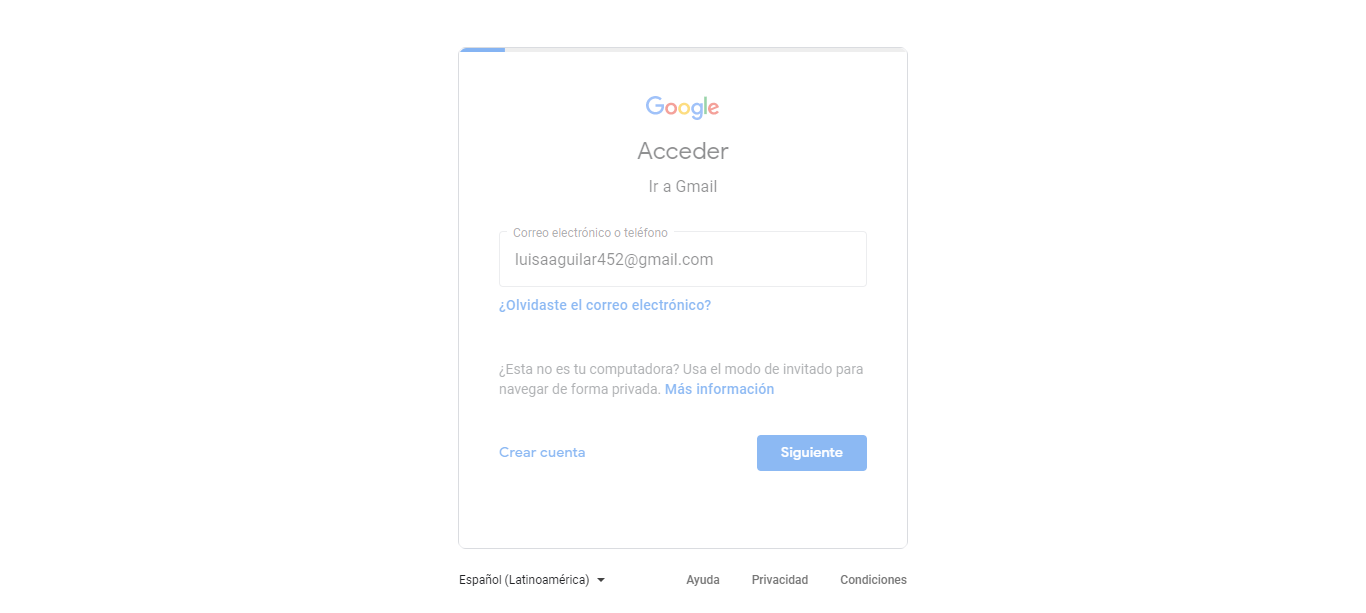 Google
Acceder
Ir a Gmail
Correo electrónico o teléfono
luisaaguilar452@gmail.com
¿Olvidaste el correo electrónico?
¿Esta no es tu computadora? Usa el modo de invitado para
navegar de forma privada. Más información
Crear cuenta Siguiente
Español (Latinoamérica) Ayuda Privacidad Condiciones